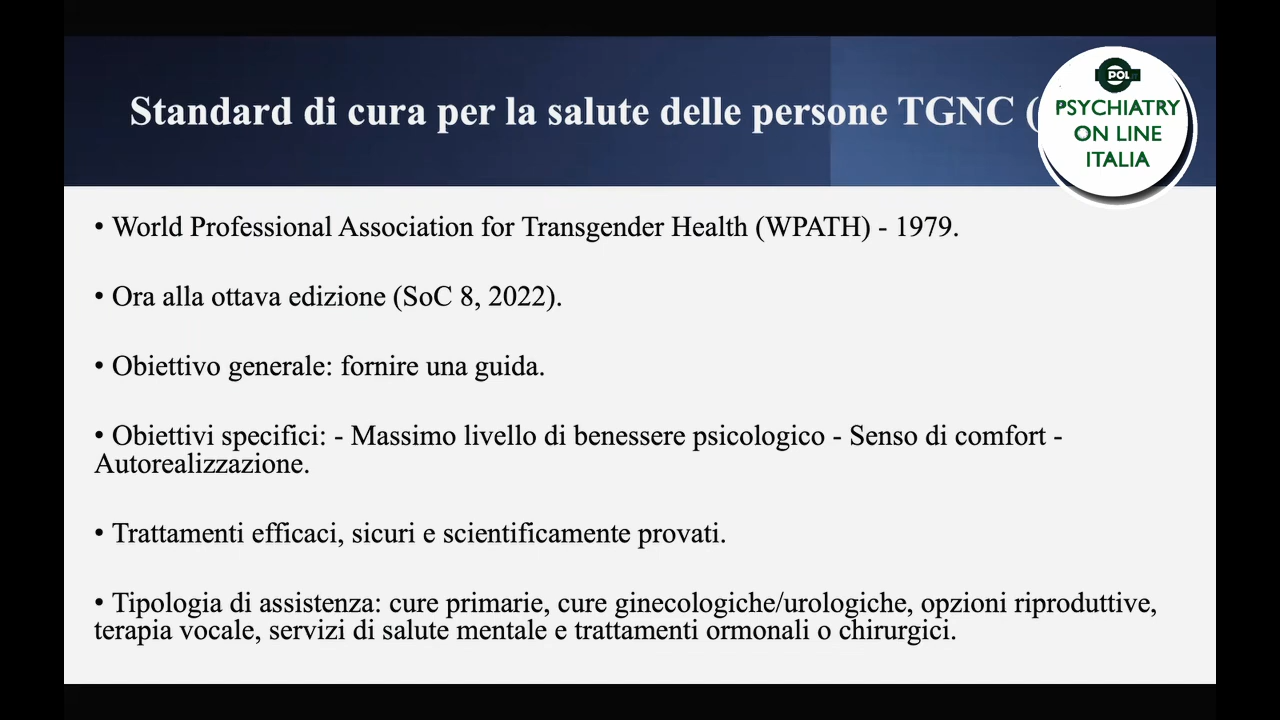 Standard di cura per la salute delle persone TGNC (
POL
PSYCHIATRY
ON LINE
ITALIA
• World Professional Association for Transgender Health (WPATH) - 1979.
• Ora alla ottava edizione (SoC 8, 2022).
• Obiettivo generale: fornire una guida.
• Obiettivi specifici: - Massimo livello di benessere psicologico - Senso di comfort -
Autorealizzazione.
• Trattamenti efficaci, sicuri e scientificamente provati.
• Tipologia di assistenza: cure primarie, cure ginecologiche/urologiche, opzioni riproduttive,
terapia vocale, servizi di salute mentale e trattamenti ormonali o chirurgici.